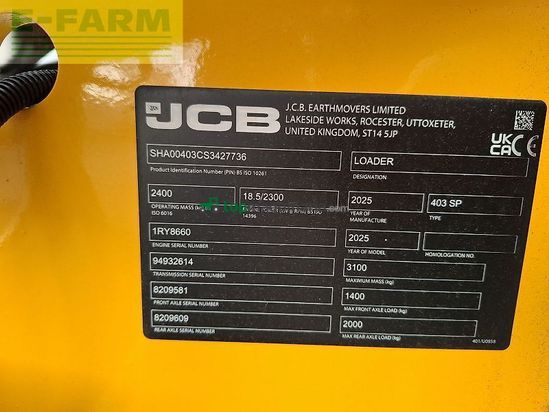 E-FARM
JCB
J.C.B. EARTHMOVERS LIMITED
LAKESIDE WORKS, ROCESTER, UTTOXETER,
UNITED KINGDOM, ST14 5JP
UK
CA
SHA00403CS3427736
Product Identification Number (PIN) BS ISO 10261
LOADER
DESIGNATION
2400
OPERATING MASS (kg)
ISO 6016
18.5/2300
14396
2025
YEAR OF
MANUFACTURE
403 SP
TYPE
1RY8660
ENGINE SERIAL NUMBER
2025
YEAR OF MODEL
HOMOLOGATION NO.
94932614
TRANSMISSION SERIAL NUMBER
3100
MAXIMUM MASS (kg)
8209581
FRONT AXLE SERIAL NUMBER
1400
MAX FRONT AXLE LOAD (kg)
8209609
REAR AXLE SERIAL NUMBER
2000
MAX REAR AXLE LOAD (kg)
401/U0958